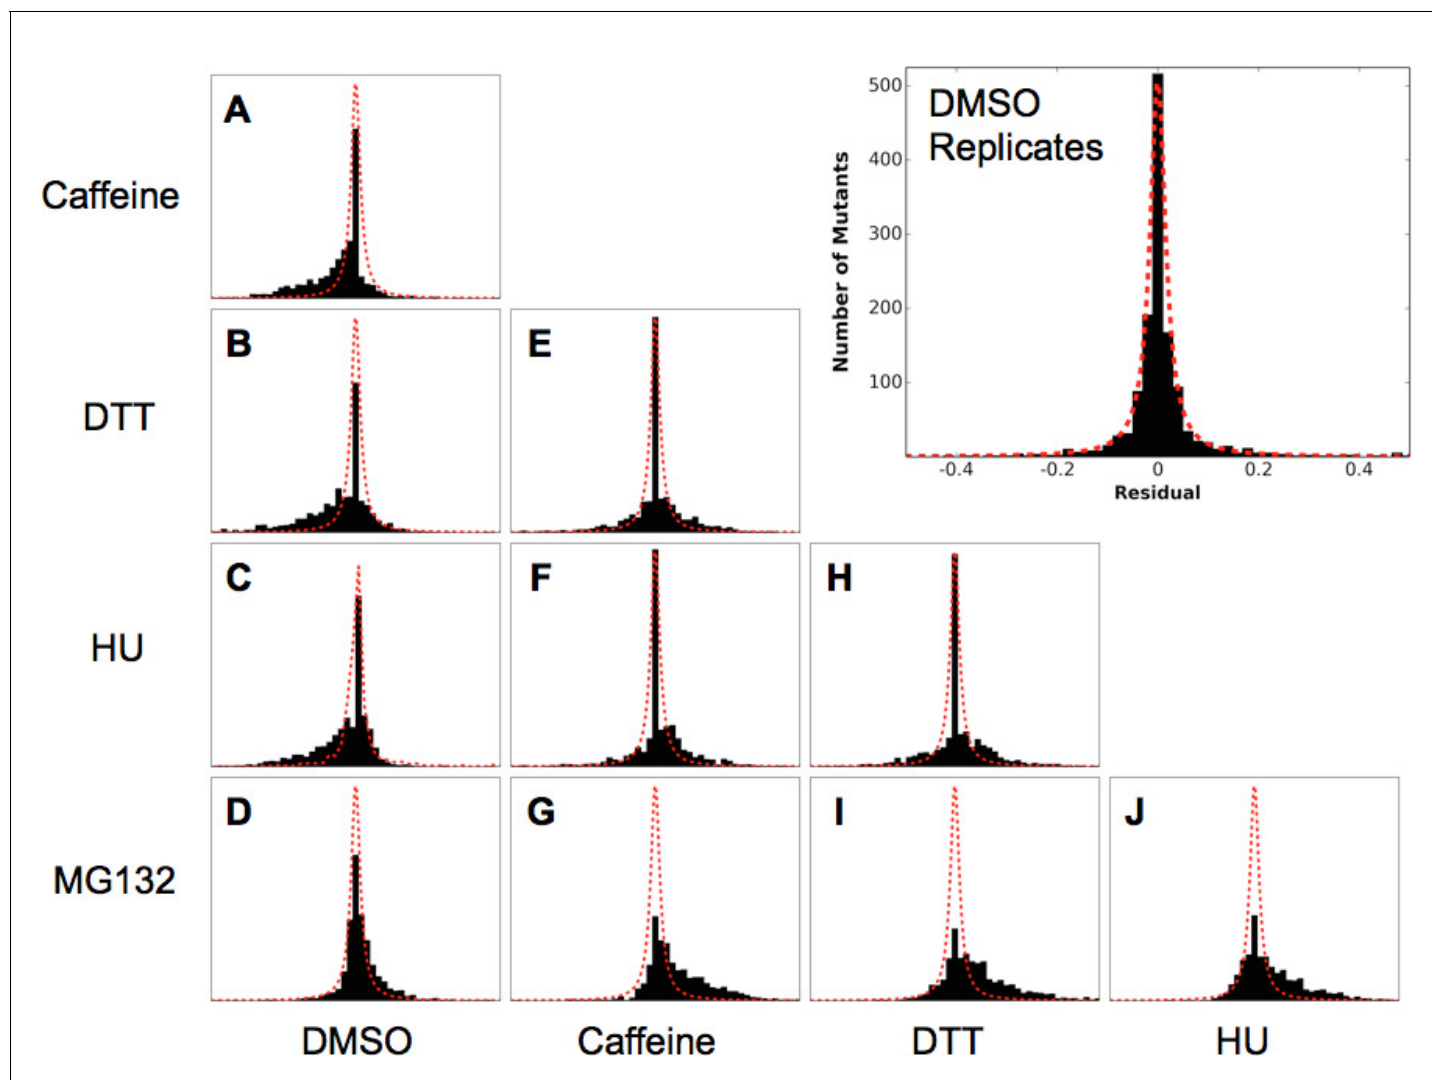 A
Caffeine
DMSO
Replicates
Number of Mutants
500
400
300
200
100
-0.4
-0.2
0
0.2
0.4
Residual
B
E
DTT
C
F
H
HU
D
G
I
J
MG132
DMSO
Caffeine
DTT
HU